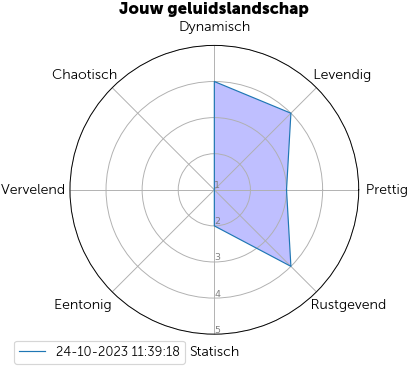 Jouw geluidslandschap
Dynamisch
Chaotisch
Levendig
Vervelend
1
Prettig
2
3
4
Eentonig
Rustgevend
5
24-10-2023 11:39:18
Statisch